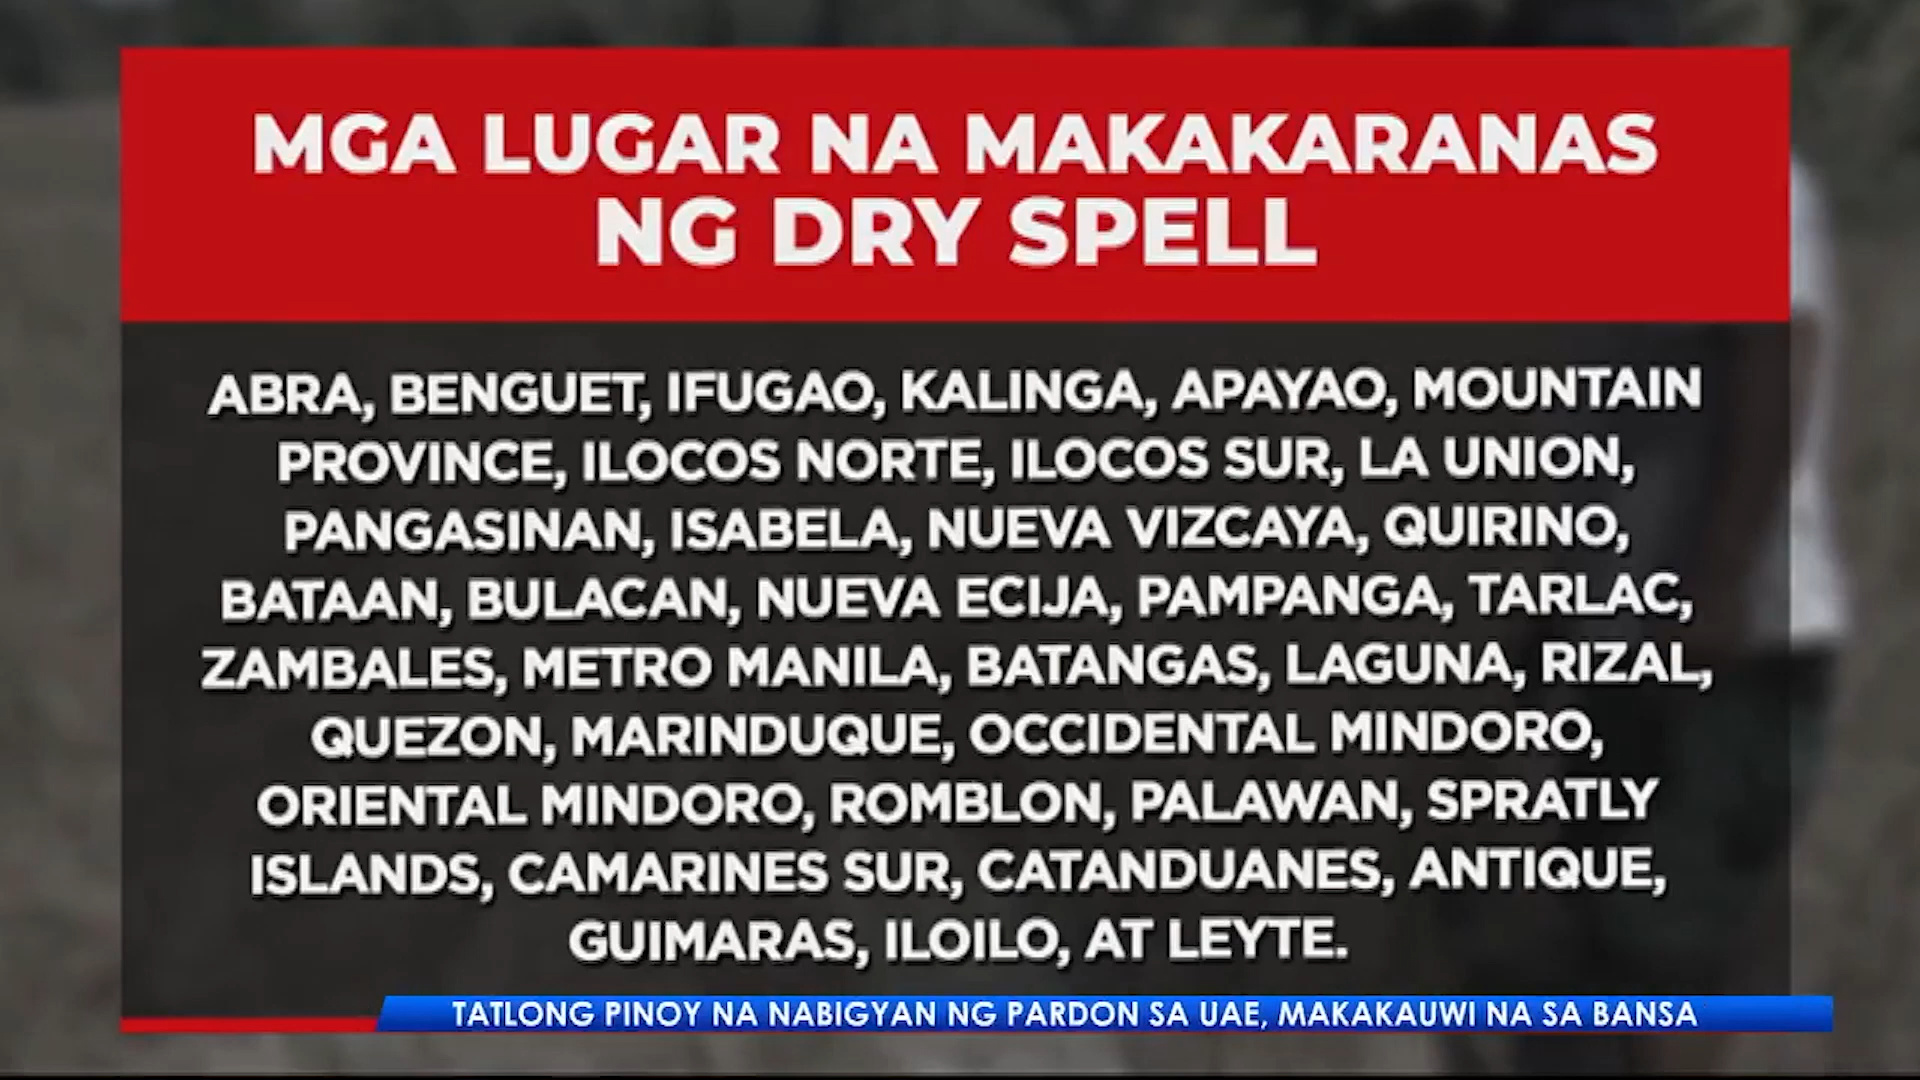 MGA LUGAR NA MAKAKARANAS
NG DRY SPELL
ABRA, BENGUET, IFUGAO, KALINGA, APAYAO, MOUNTAIN
PROVINCE, ILOCOS NORTE, ILOCOS SUR, LA UNION,
PANGASINAN, ISABELA, NUEVA VIZCAYA, QUIRINO,
BATAAN, BULACAN, NUEVA ECIJA, PAMPANGA, TARLAC,
ZAMBALES, METRO MANILA, BATANGAS, LAGUNA, RIZAL,
QUEZON, MARINDUQUE, OCCIDENTAL MINDORO,
ORIENTAL MINDORO, ROMBLON, PALAWAN, SPRATLY
ISLANDS, CAMARINES SUR, CATANDUANES, ANTIQUE,
GUIMARAS, ILOILO, AT LEYTE.
TATLONG PINOY NA NABIGYAN NG PARDON SA UAE, MAKAKAUWI NA SA BANSA